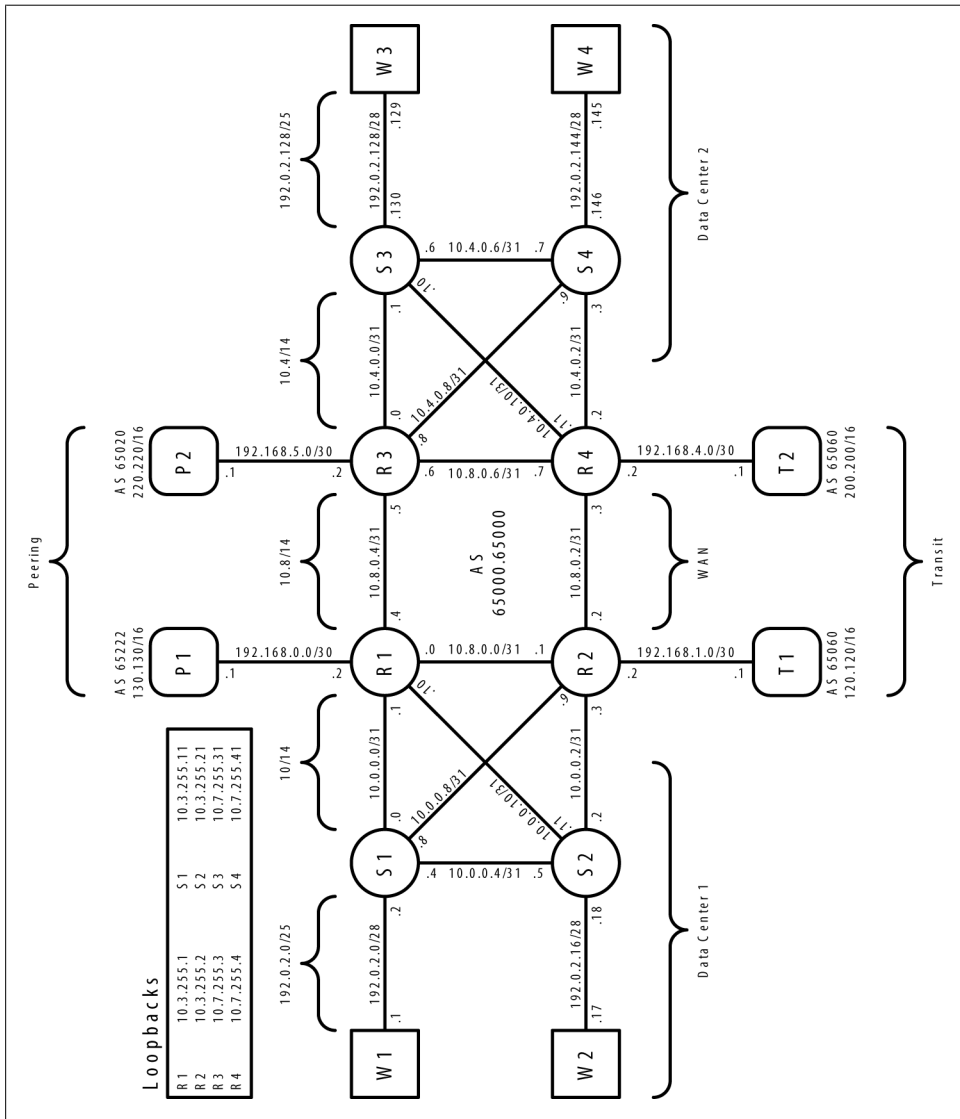 Loopbacks
R1 10.3.255.1 S1 10.3.255.11
R2 10.3.255.2 S2 10.3.255.21
R3 10.7.255.3 S3 10.7.255.31
R4 10.7.255.4 S4 10.7.255.41
Peering
AS 65222
130.130/16
P1
AS 65020
220.220/16
P2
.1
192.168.0.0/30
.2
.1
192.168.5.0/30
.2
192.0.2.0/25
10/14
10.8/14
10.4/14
192.0.2.128/25
W1
.1
192.0.2.0/28
.2
S1
.0
10.0.0.0/31
.1
R1
.4
10.8.0.4/31
.5
R3
.0
10.4.0.0/31
.1
S3
.130
192.0.2.128/28
.129
W3
.8
10.0.0.8/31
.9
.10
10.0.0.10/31
.11
.4
10.0.0.4/31
.5
.0
10.8.0.0/31
.1
AS
65000.65000
.6
10.8.0.6/31
.7
.8
10.4.0.8/31
.9
.10
10.4.0.10/31
.11
.6
10.4.0.6/31
.7
W2
.17
192.0.2.16/28
.18
S2
.2
10.0.0.2/31
.3
R2
.2
10.8.0.2/31
.3
R4
.2
10.4.0.2/31
.3
S4
.146
192.0.2.144/28
.145
W4
.2
192.168.1.0/30
.1
.2
192.168.4.0/30
.1
Data Center 1
WAN
Data Center 2
T1
AS 65060
120.120/16
T2
AS 65060
200.200/16
Transit